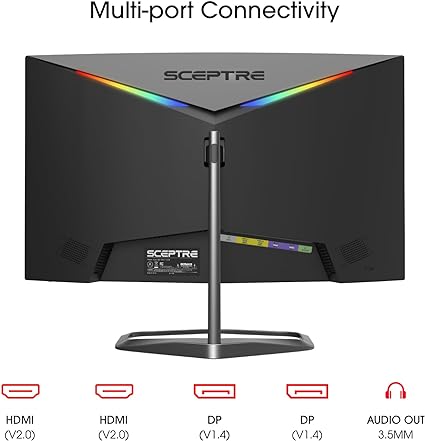 Multi-port Connectivity
SCEPTRE
SCEPTRE
HDMI
(V2.0)
HDMI
(V2.0)
DP
(V1.4)
DP
(V1.4)
AUDIO OUT
3.5MM